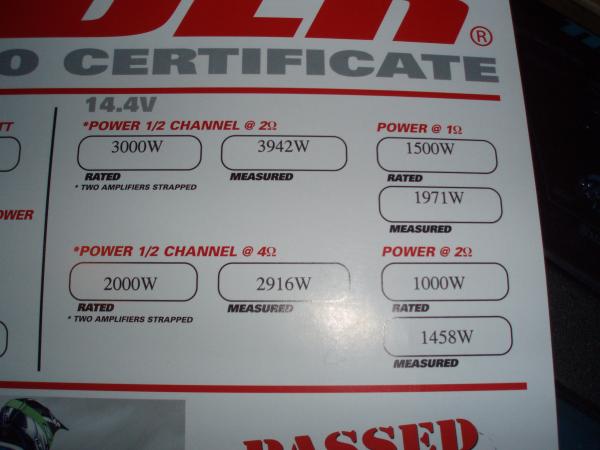 ®
O CERTIFICATE
14.4V
*POWER 1/2 CHANNEL @ 2Ω
POWER @ 1Ω
3000W
3942W
1500W
RATED
MEASURED
RATED
* TWO AMPLIFIERS STRAPPED
1971W
MEASURED
TT
OWER
*POWER 1/2 CHANNEL @ 4Ω
POWER @ 2Ω
2000W
2916W
1000W
RATED
MEASURED
RATED
* TWO AMPLIFIERS STRAPPED
1458W
MEASURED
PASSED